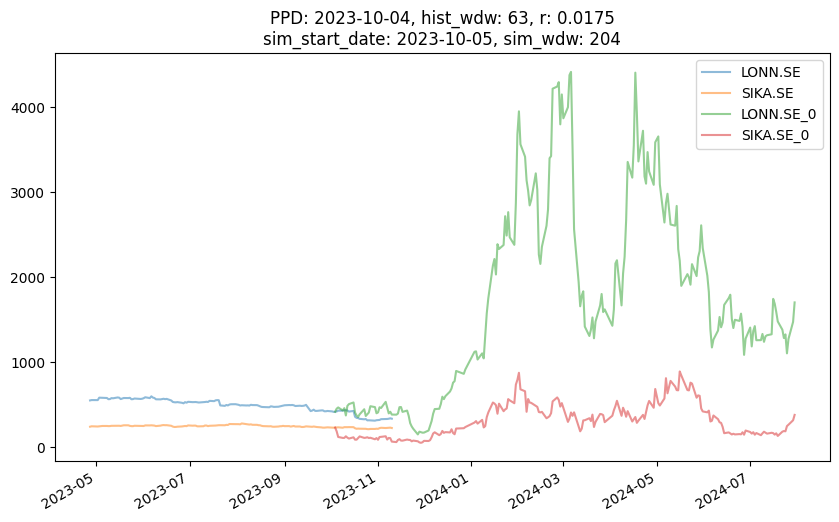 PPD: 2023-10-04, hist_wdw: 63, r: 0.0175
sim_start_date: 2023-10-05, sim_wdw: 204
LONN.SE
SIKA.SE
LONN.SE_0
SIKA.SE_0
4000
3000
2000
1000
0
2023-05
2023-07
2023-09
2023-11
2024-01
2024-03
2024-05
2024-07